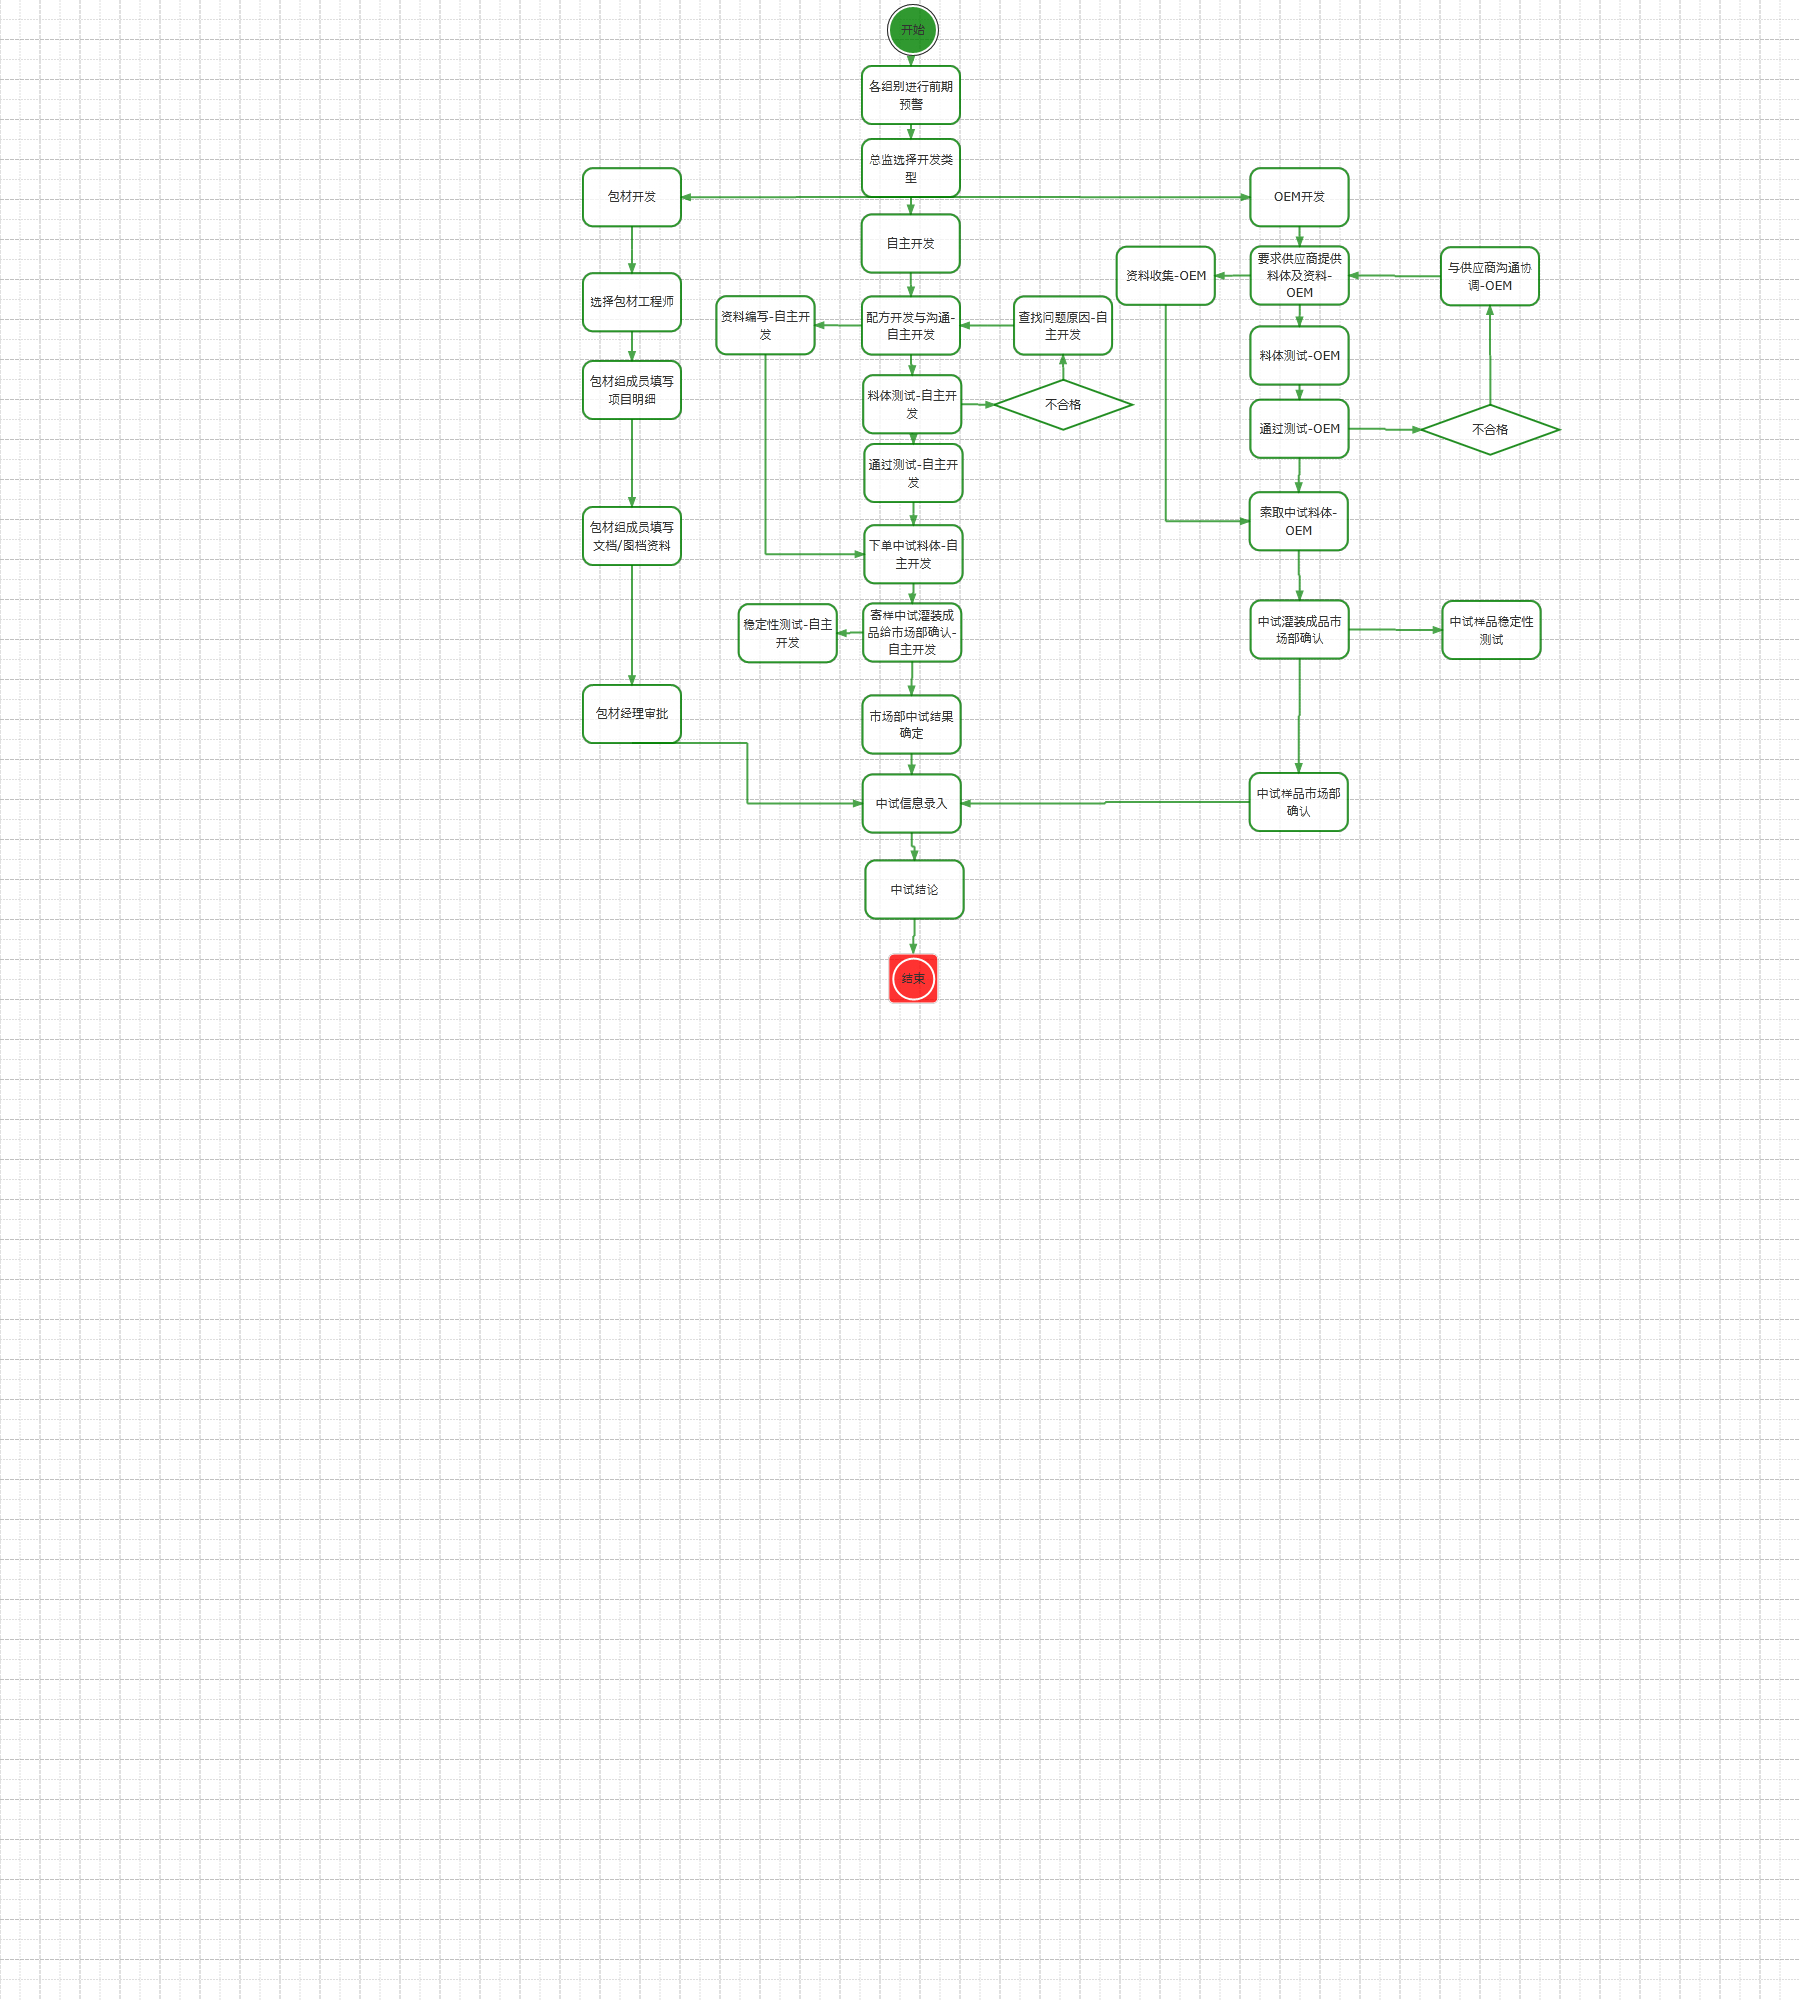 开始
各组别进行前期
预警
总监选择开发类
型
包材开发
OEM开发
自主开发
资料收集-OEM
要求供应商提供
料体及资料-
OEM
与供应商沟通协
调-OEM
选择包材工程师
资料编写-自主开
发
配方开发与沟通-
自主开发
查找问题原因-自
主开发
料体测试-OEM
包材组成员填写
项目明细
料体测试-自主开
发
不合格
通过测试-OEM
不合格
通过测试-自主开
发
索取中试料体-
OEM
包材组成员填写
文档/图档资料
下单中试料体-自
主开发
稳定性测试-自主
开发
寄样中试灌装成
品给市场部确认-
自主开发
中试灌装成品市
场部确认
中试样品稳定性
测试
包材经理审批
市场部中试结果
确定
中试信息录入
中试样品市场部
确认
中试结论
结束